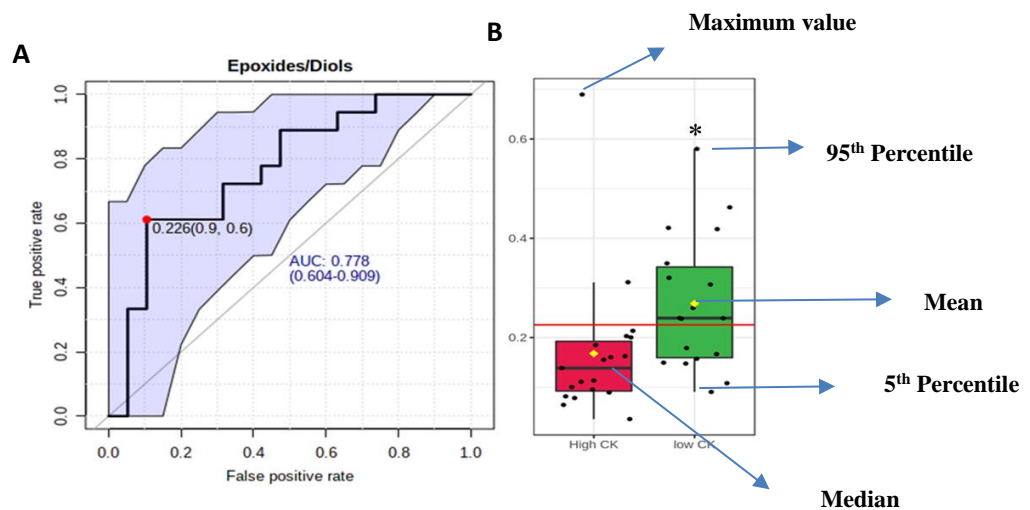 A
Epoxides/Diols
True positive rate
1.0
0.8
0.6
0.4
0.2
0.0
0.226(0.9, 0.6)
AUC: 0.778
(0.604-0.909)
0.0 0.2 0.4 0.6 0.8 1.0
False positive rate
B
Maximum value
0.6
0.4
0.2
*
95th Percentile
Mean
5th Percentile
High CK low CK
Median